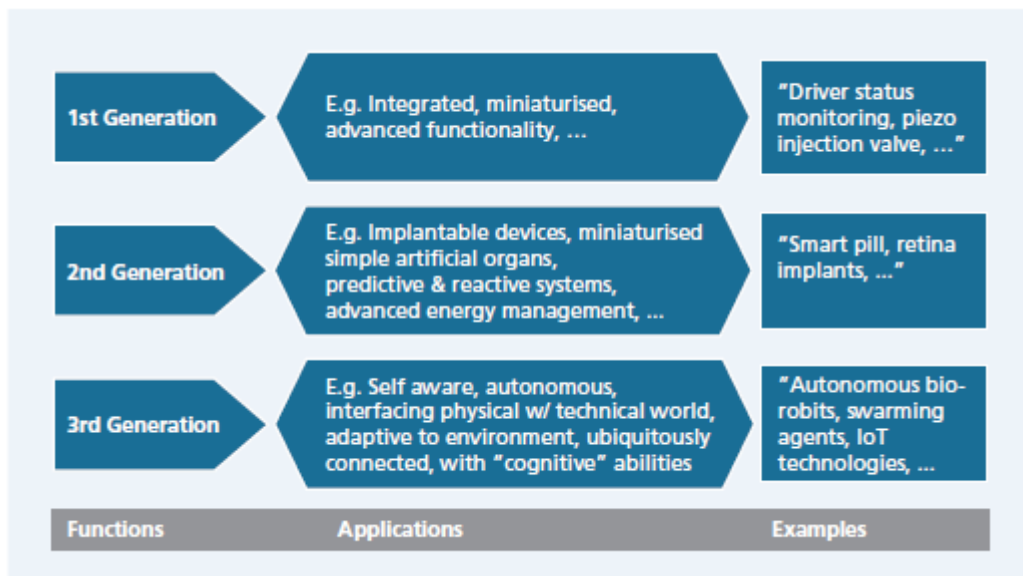 1st Generation
E.g. Integrated, miniaturised,
advanced functionality, ...
"Driver status
monitoring, piezo
injection valve, ..."
2nd Generation
E.g. Implantable devices, miniaturised
simple artificial organs,
predictive & reactive systems,
advanced energy management, ...
"Smart pill, retina
implants, ..."
3rd Generation
E.g. Self aware, autonomous,
interfacing physical w/ technical world,
adaptive to environment, ubiquitously
connected, with "cognitive" abilities
"Autonomous bio-
robits, swarming
agents, IoT
technologies, ...
Functions
Applications
Examples